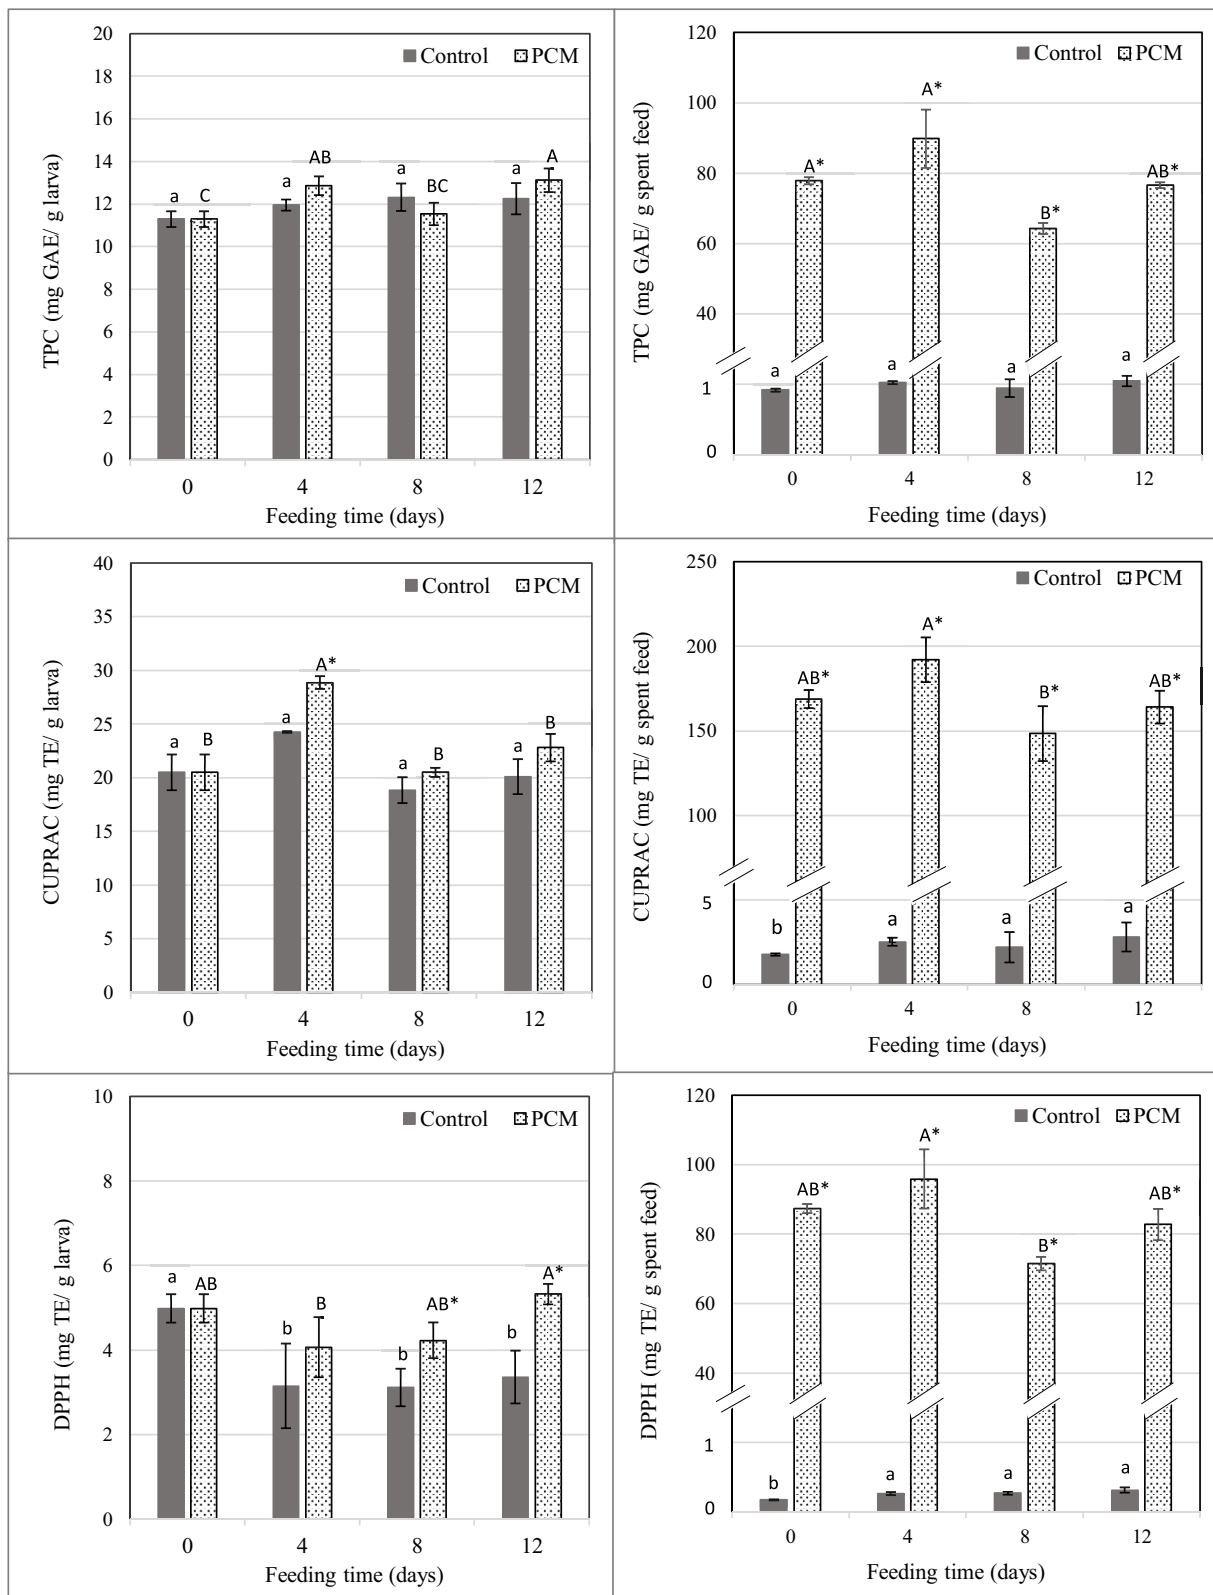 20
18
16
14
12
10
8
6
4
2
0
TPC (mg GAE/ g larva)
Control PCM
a C a AB a BC a A
0 4 8 12
Feeding time (days)
120
100
80
60
40
1
0
TPC (mg GAE/ g spent feed)
Control PCM
a A* a A* a B* a AB*
0 4 8 12
Feeding time (days)
40
35
30
25
20
15
10
5
0
CUPRAC (mg TE/ g larva)
Control PCM
a B a A* a B a B
0 4 8 12
Feeding time (days)
250
200
150
100
5
0
CUPRAC (mg TE/ g spent feed)
Control PCM
b AB* a A* a B* a AB*
0 4 8 12
Feeding time (days)
10
8
6
4
2
0
DPPH (mg TE/ g larva)
Control PCM
a AB b B b AB* b A*
0 4 8 12
Feeding time (days)
120
100
80
60
40
1
0
DPPH (mg TE/ g spent feed)
Control PCM
b AB* a A* a B* a AB*
0 4 8 12
Feeding time (days)